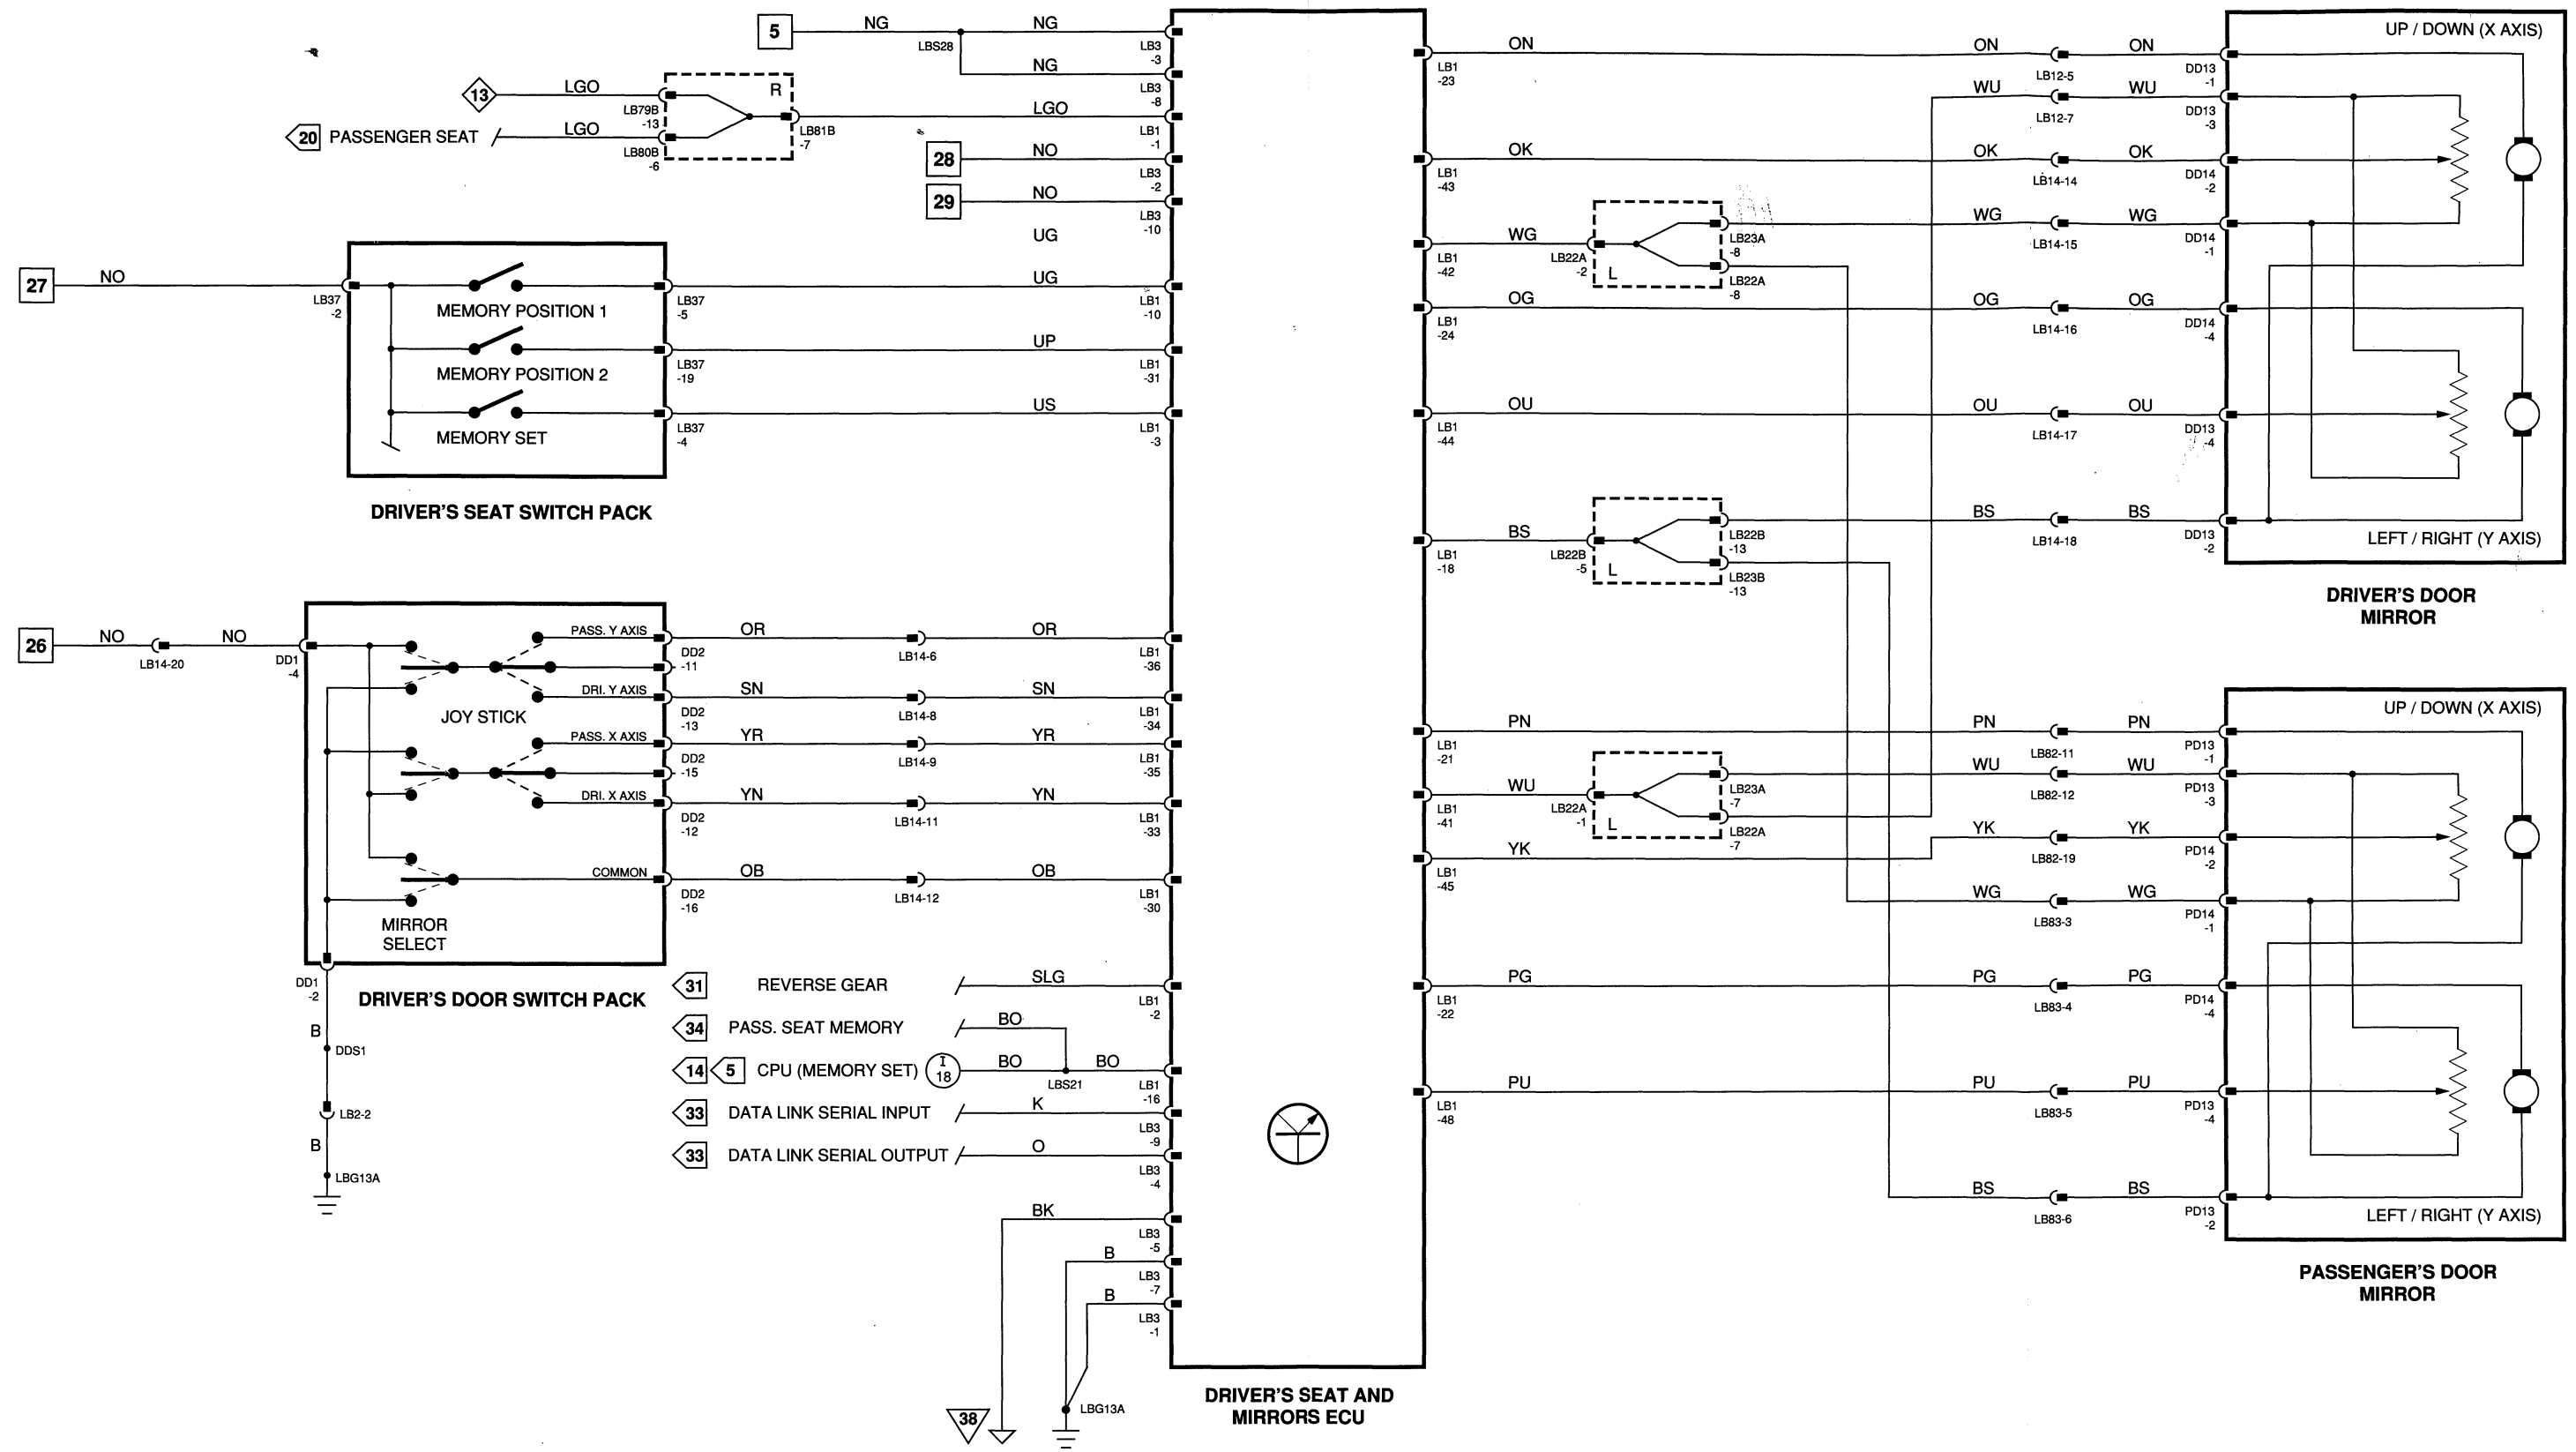 5 NG NG
LBS28 LB3
-3
NG
LB3
-8
13 LGO
LB79B
-13
R
LGO
LB81B
-7
LB1
-1
20 PASSENGER SEAT LGO
LB80B
-6
28 NO
LB3
-2
29 NO
LB3
-10
UG
27 NO
LB37
-2
MEMORY POSITION 1
LB37
-5
UG
LB1
-10
MEMORY POSITION 2
LB37
-19
UP
LB1
-31
MEMORY SET
LB37
-4
US
LB1
-3
DRIVER'S SEAT SWITCH PACK
26 NO NO
LB14-20
DD1
-4
PASS. Y AXIS
DD2
-11
OR OR
LB14-6
LB1
-36
DRI. Y AXIS
DD2
-13
SN SN
LB14-8
LB1
-34
JOY STICK
PASS. X AXIS
DD2
-15
YR YR
LB14-9
LB1
-35
DRI. X AXIS
DD2
-12
YN YN
LB14-11
LB1
-33
COMMON
DD2
-16
OB OB
LB14-12
LB1
-30
MIRROR
SELECT
DD1
-2
DRIVER'S DOOR SWITCH PACK
B
DDS1
LB2-2
B
LBG13A
31 REVERSE GEAR SLG
LB1
-2
34 PASS. SEAT MEMORY BO
14 5 CPU (MEMORY SET) I
18
BO BO
LBS21
LB1
-16
33 DATA LINK SERIAL INPUT K
LB3
-9
33 DATA LINK SERIAL OUTPUT O
LB3
-4
BK
LB3
-5
B
LB3
-7
B
LB3
-1
38
LBG13A
DRIVER'S SEAT AND
MIRRORS ECU
ON ON ON
LB1
-23
LB12-5
DD13
-1
WU WU
LB12-7
DD13
-3
OK OK OK
LB1
-43
LB14-14
DD14
-2
WG
LB1
-42
LB22A
-2
L
LB23A
-8
LB22A
-8
WG WG
LB14-15
DD14
-1
OG OG OG
LB1
-24
LB14-16
DD14
-4
OU OU OU
LB1
-44
LB14-17
DD13
-4
BS
LB1
-18
LB22B
-5
L
LB22B
-13
LB23B
-13
BS BS
LB14-18
DD13
-2
UP / DOWN (X AXIS)
LEFT / RIGHT (Y AXIS)
DRIVER'S DOOR
MIRROR
PN PN PN
LB1
-21
LB82-11
PD13
-1
WU
LB1
-41
LB22A
-1
L
LB23A
-7
LB22A
-7
WU WU
LB82-12
PD13
-3
YK YK YK
LB1
-45
LB82-19
PD14
-2
WG WG
LB83-3
PD14
-1
PG PG PG
LB1
-22
LB83-4
PD14
-4
PU PU PU
LB1
-48
LB83-5
PD13
-4
BS BS
LB83-6
PD13
-2
UP / DOWN (X AXIS)
LEFT / RIGHT (Y AXIS)
PASSENGER'S DOOR
MIRROR